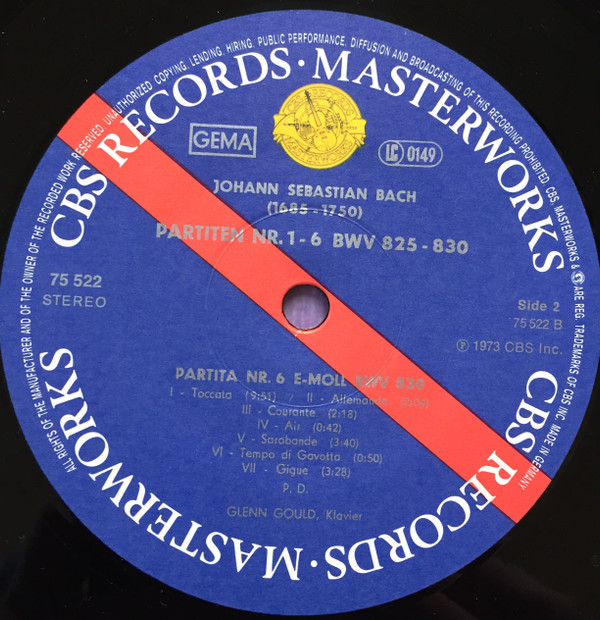 ALL RIGHTS OF THE MANUFACTURER AND OF THE OWNER OF THE RECORDED WORK RESERVED. UNAUTHORIZED COPYING, LENDING, HIRING, PUBLIC PERFORMANCE, DIFFUSION AND BROADCASTING OF THIS RECORDING PROHIBITED. CBS, MASTERWORKS & ARE REG. TRADEMARKS OF CBS INC. MADE IN GERMANY
CBS RECORDS · MASTERWORKS
CBS RECORDS · MASTERWORKS
MASTERWORKS
GEMA
LC 0149
JOHANN SEBASTIAN BACH
(1685-1750)
PARTITEN NR. 1-6 BWV 825-830
75 522
STEREO
Side 2
75 522 B
℗ 1973 CBS Inc.
PARTITA NR. 6 E-MOLL BWV 830
I - Toccata (9:51) / II - Allemande
III - Courante (2:18)
IV - Air (0:42)
V - Sarabande (3:40)
VI - Tempo di Gavotta (0:50)
VII - Gigue (3:28)
P. D.
GLENN GOULD, Klavier